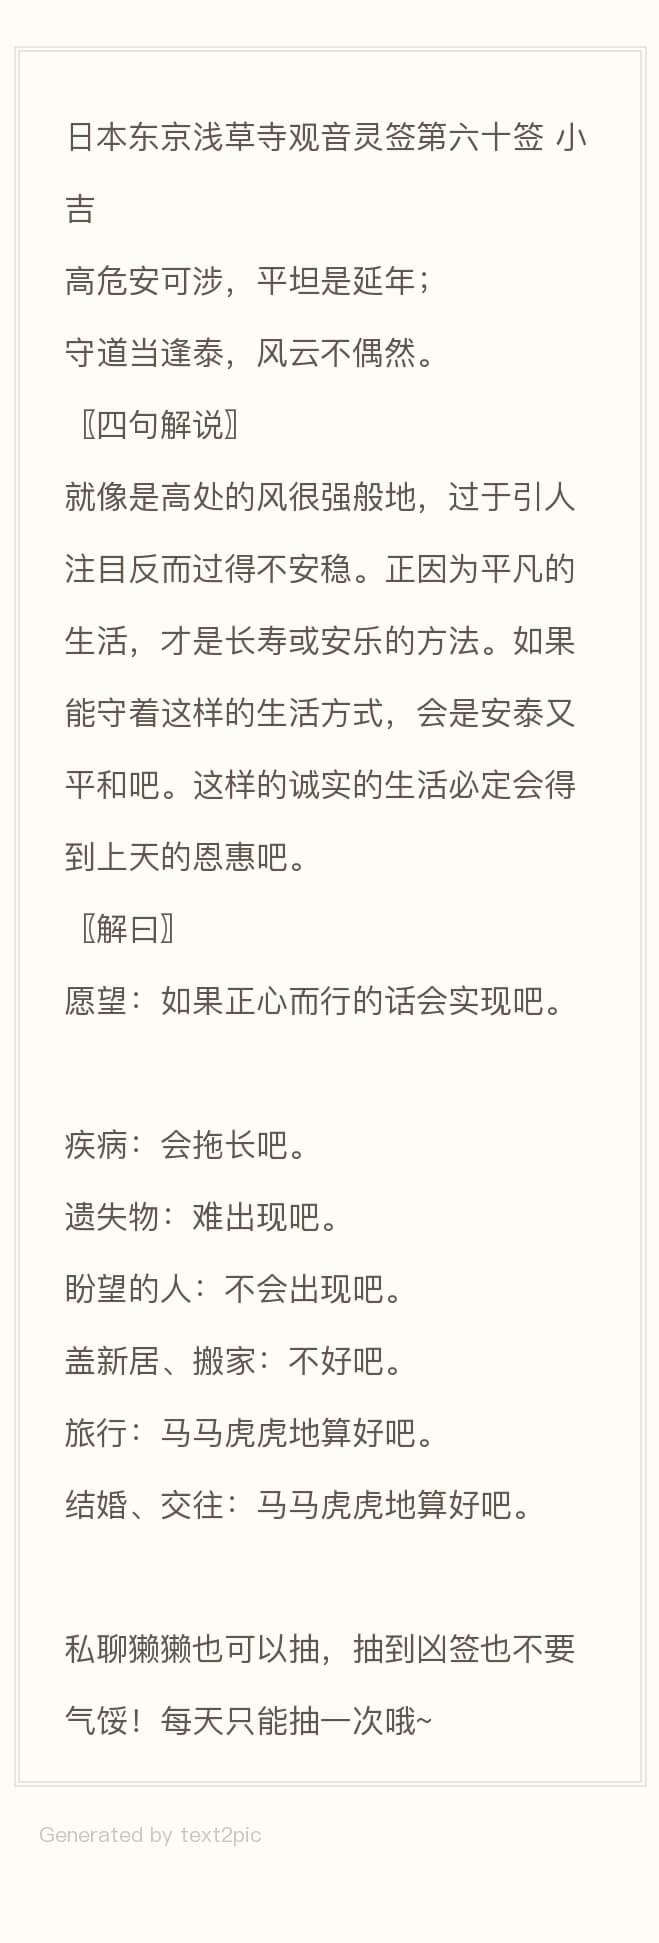 日本东京浅草寺观音灵签第六十签 小
吉
高危安可涉，平坦是延年；
守道当逢泰，风云不偶然。
〖四句解说〗
就像是高处的风很强般地，过于引人
注目反而过得不安稳。正因为平凡的
生活，才是长寿或安乐的方法。如果
能守着这样的生活方式，会是安泰又
平和吧。这样的诚实的生活必定会得
到上天的恩惠吧。
〖解曰〗
愿望：如果正心而行的话会实现吧。
疾病：会拖长吧。
遗失物：难出现吧。
盼望的人：不会出现吧。
盖新居、搬家：不好吧。
旅行：马马虎虎地算好吧。
结婚、交往：马马虎虎地算好吧。
私聊獭獭也可以抽，抽到凶签也不要
气馁！每天只能抽一次哦~
Generated by text2pic